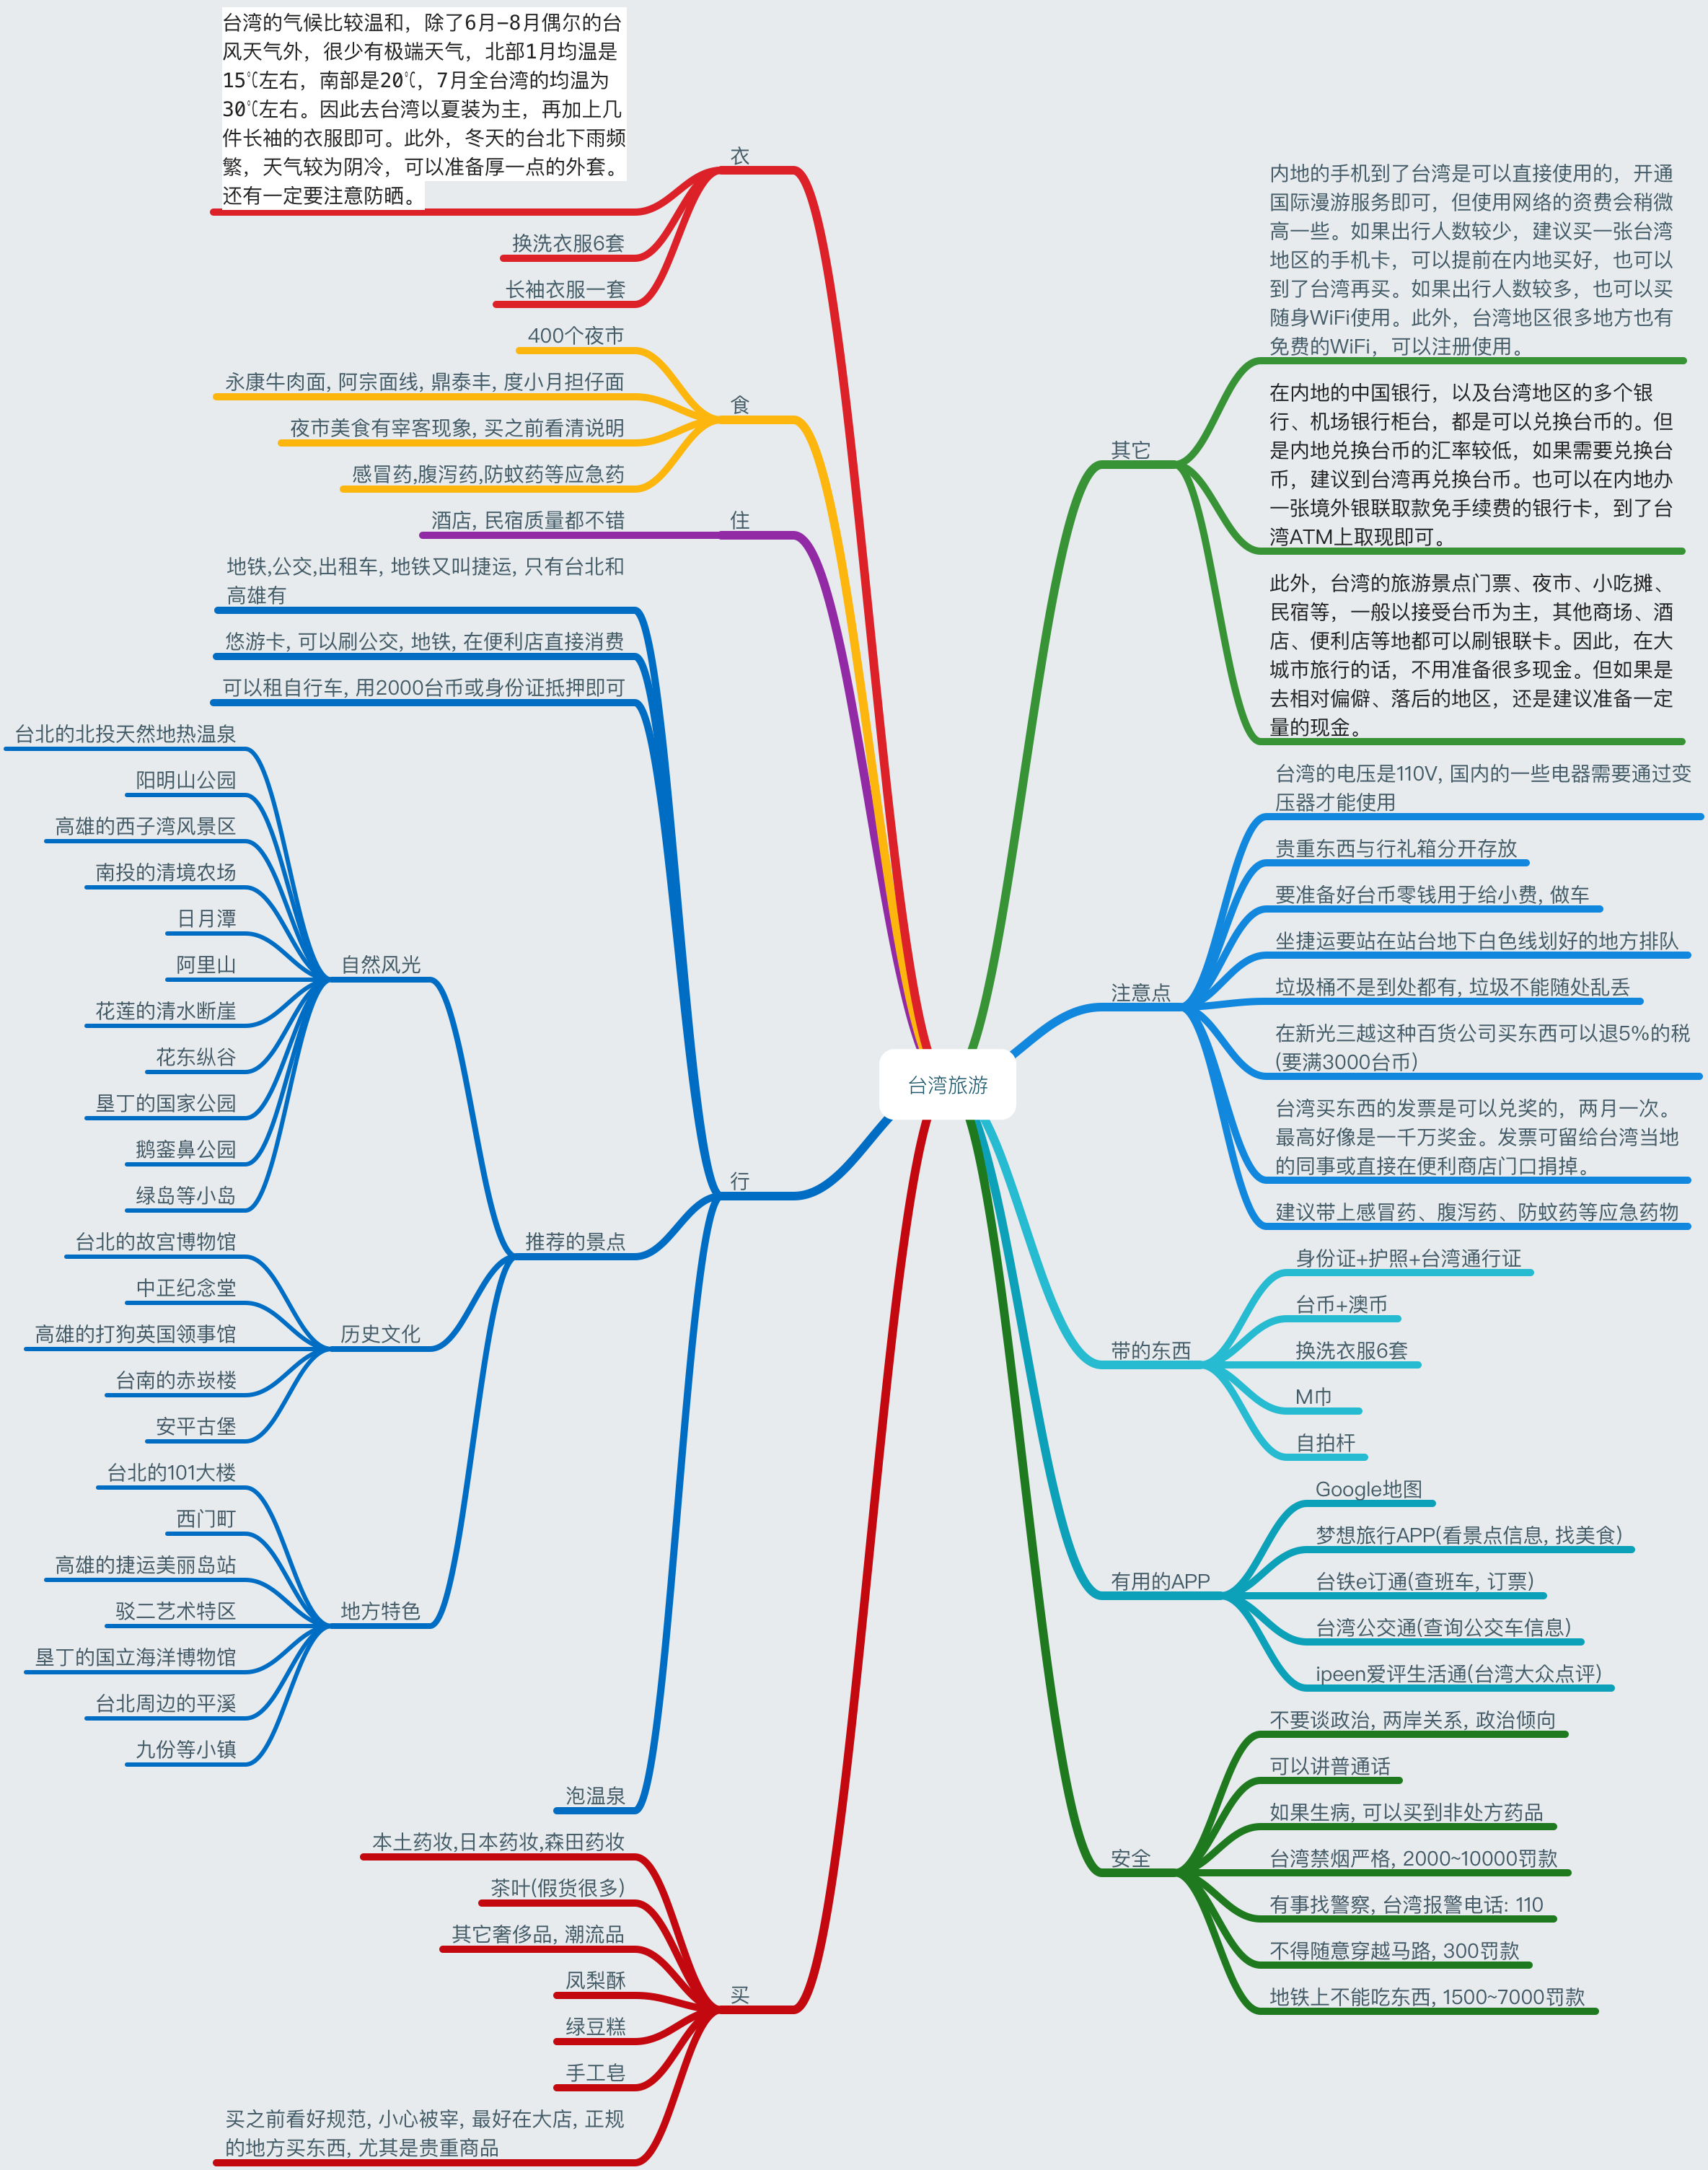 台湾旅游
衣
台湾的气候比较温和，除了6月—8月偶尔的台
风天气外，很少有极端天气，北部1月均温是
15℃左右，南部是20℃，7月全台湾的均温为
30℃左右。因此去台湾以夏装为主，再加上几
件长袖的衣服即可。此外，冬天的台北下雨频
繁，天气较为阴冷，可以准备厚一点的外套。
还有一定要注意防晒。
换洗衣服6套
长袖衣服一套
食
400个夜市
永康牛肉面, 阿宗面线, 鼎泰丰, 度小月担仔面
夜市美食有宰客现象, 买之前看清说明
感冒药,腹泻药,防蚊药等应急药
住
酒店, 民宿质量都不错
行
地铁,公交,出租车, 地铁又叫捷运, 只有台北和
高雄有
悠游卡, 可以刷公交, 地铁, 在便利店直接消费
可以租自行车, 用2000台币或身份证抵押即可
推荐的景点
自然风光
台北的北投天然地热温泉
阳明山公园
高雄的西子湾风景区
南投的清境农场
日月潭
阿里山
花莲的清水断崖
花东纵谷
垦丁的国家公园
鹅銮鼻公园
绿岛等小岛
历史文化
台北的故宫博物馆
中正纪念堂
高雄的打狗英国领事馆
台南的赤崁楼
安平古堡
地方特色
台北的101大楼
西门町
高雄的捷运美丽岛站
驳二艺术特区
垦丁的国立海洋博物馆
台北周边的平溪
九份等小镇
泡温泉
买
本土药妆,日本药妆,森田药妆
茶叶(假货很多)
其它奢侈品, 潮流品
凤梨酥
绿豆糕
手工皂
买之前看好规范, 小心被宰, 最好在大店, 正规
的地方买东西, 尤其是贵重商品
其它
内地的手机到了台湾是可以直接使用的，开通
国际漫游服务即可，但使用网络的资费会稍微
高一些。如果出行人数较少，建议买一张台湾
地区的手机卡，可以提前在内地买好，也可以
到了台湾再买。如果出行人数较多，也可以买
随身WiFi使用。此外，台湾地区很多地方也有
免费的WiFi，可以注册使用。
在内地的中国银行，以及台湾地区的多个银
行、机场银行柜台，都是可以兑换台币的。但
是内地兑换台币的汇率较低，如果需要兑换台
币，建议到台湾再兑换台币。也可以在内地办
一张境外银联取款免手续费的银行卡，到了台
湾ATM上取现即可。
此外，台湾的旅游景点门票、夜市、小吃摊、
民宿等，一般以接受台币为主，其他商场、酒
店、便利店等地都可以刷银联卡。因此，在大
城市旅行的话，不用准备很多现金。但如果是
去相对偏僻、落后的地区，还是建议准备一定
量的现金。
注意点
台湾的电压是110V, 国内的一些电器需要通过变
压器才能使用
贵重东西与行礼箱分开存放
要准备好台币零钱用于给小费, 做车
坐捷运要站在站台地下白色线划好的地方排队
垃圾桶不是到处都有, 垃圾不能随处乱丢
在新光三越这种百货公司买东西可以退5%的税
(要满3000台币)
台湾买东西的发票是可以兑奖的，两月一次。
最高好像是一千万奖金。发票可留给台湾当地
的同事或直接在便利商店门口捐掉。
建议带上感冒药、腹泻药、防蚊药等应急药物
带的东西
身份证+护照+台湾通行证
台币+澳币
换洗衣服6套
M巾
自拍杆
有用的APP
Google地图
梦想旅行APP(看景点信息, 找美食)
台铁e订通(查班车, 订票)
台湾公交通(查询公交车信息)
ipeen爱评生活通(台湾大众点评)
安全
不要谈政治, 两岸关系, 政治倾向
可以讲普通话
如果生病, 可以买到非处方药品
台湾禁烟严格, 2000~10000罚款
有事找警察, 台湾报警电话: 110
不得随意穿越马路, 300罚款
地铁上不能吃东西, 1500~7000罚款